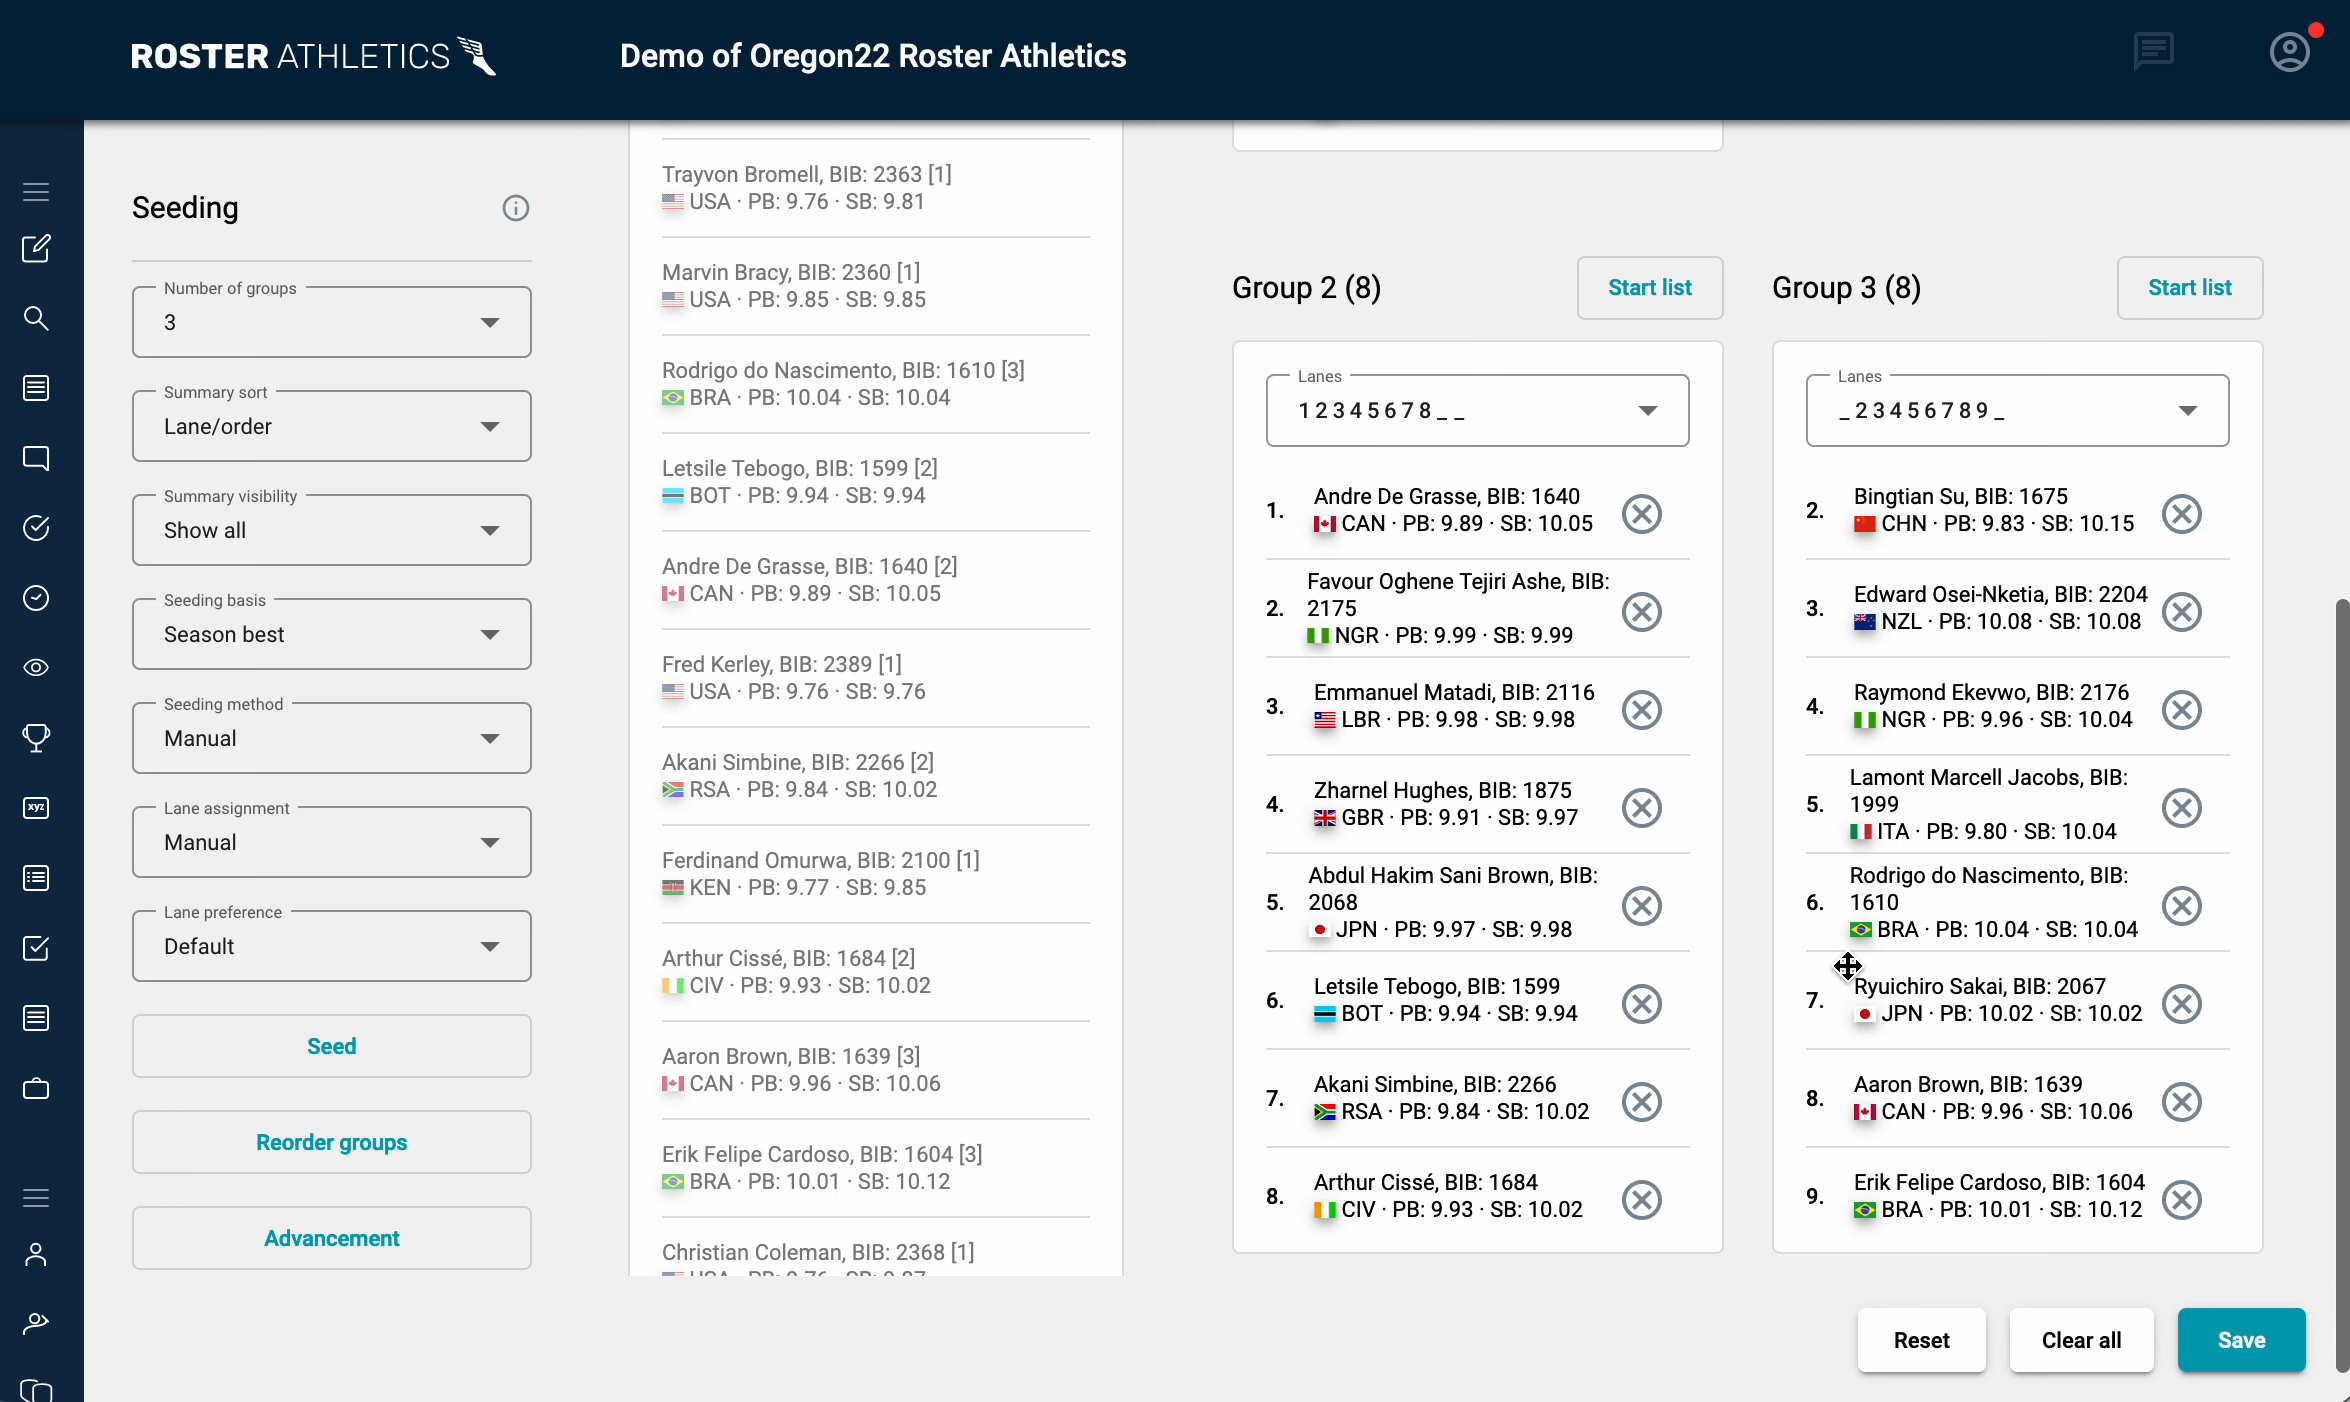 ROSTER ATHLETICS
Demo of Oregon22 Roster Athletics
Seeding
Number of groups
3
Summary sort
Lane/order
Summary visibility
Show all
Seeding basis
Season best
Seeding method
Manual
Lane assignment
Manual
Lane preference
Default
Seed
Reorder groups
Advancement
xyz
Trayvon Bromell, BIB: 2363 [1]
USA · PB: 9.76 · SB: 9.81
Marvin Bracy, BIB: 2360 [1]
USA · PB: 9.85 · SB: 9.85
Rodrigo do Nascimento, BIB: 1610 [3]
BRA · PB: 10.04 · SB: 10.04
Letsile Tebogo, BIB: 1599 [2]
BOT · PB: 9.94 · SB: 9.94
Andre De Grasse, BIB: 1640 [2]
CAN · PB: 9.89 · SB: 10.05
Fred Kerley, BIB: 2389 [1]
USA · PB: 9.76 · SB: 9.76
Akani Simbine, BIB: 2266 [2]
RSA · PB: 9.84 · SB: 10.02
Ferdinand Omurwa, BIB: 2100 [1]
KEN · PB: 9.77 · SB: 9.85
Arthur Cissé, BIB: 1684 [2]
CIV · PB: 9.93 · SB: 10.02
Aaron Brown, BIB: 1639 [3]
CAN · PB: 9.96 · SB: 10.06
Erik Felipe Cardoso, BIB: 1604 [3]
BRA · PB: 10.01 · SB: 10.12
Christian Coleman, BIB: 2368 [1]
Group 2 (8)
Start list
Lanes
1 2 3 4 5 6 7 8 _ _
1. Andre De Grasse, BIB: 1640
CAN · PB: 9.89 · SB: 10.05
2. Favour Oghene Tejiri Ashe, BIB:
2175
NGR · PB: 9.99 · SB: 9.99
3. Emmanuel Matadi, BIB: 2116
LBR · PB: 9.98 · SB: 9.98
4. Zharnel Hughes, BIB: 1875
GBR · PB: 9.91 · SB: 9.97
5. Abdul Hakim Sani Brown, BIB:
2068
JPN · PB: 9.97 · SB: 9.98
6. Letsile Tebogo, BIB: 1599
BOT · PB: 9.94 · SB: 9.94
7. Akani Simbine, BIB: 2266
RSA · PB: 9.84 · SB: 10.02
8. Arthur Cissé, BIB: 1684
CIV · PB: 9.93 · SB: 10.02
Group 3 (8)
Start list
Lanes
_ 2 3 4 5 6 7 8 9 _
2. Bingtian Su, BIB: 1675
CHN · PB: 9.83 · SB: 10.15
3. Edward Osei-Nketia, BIB: 2204
NZL · PB: 10.08 · SB: 10.08
4. Raymond Ekevwo, BIB: 2176
NGR · PB: 9.96 · SB: 10.04
5. Lamont Marcell Jacobs, BIB:
1999
ITA · PB: 9.80 · SB: 10.04
6. Rodrigo do Nascimento, BIB:
1610
BRA · PB: 10.04 · SB: 10.04
7. Ryuichiro Sakai, BIB: 2067
JPN · PB: 10.02 · SB: 10.02
8. Aaron Brown, BIB: 1639
CAN · PB: 9.96 · SB: 10.06
9. Erik Felipe Cardoso, BIB: 1604
BRA · PB: 10.01 · SB: 10.12
Reset
Clear all
Save